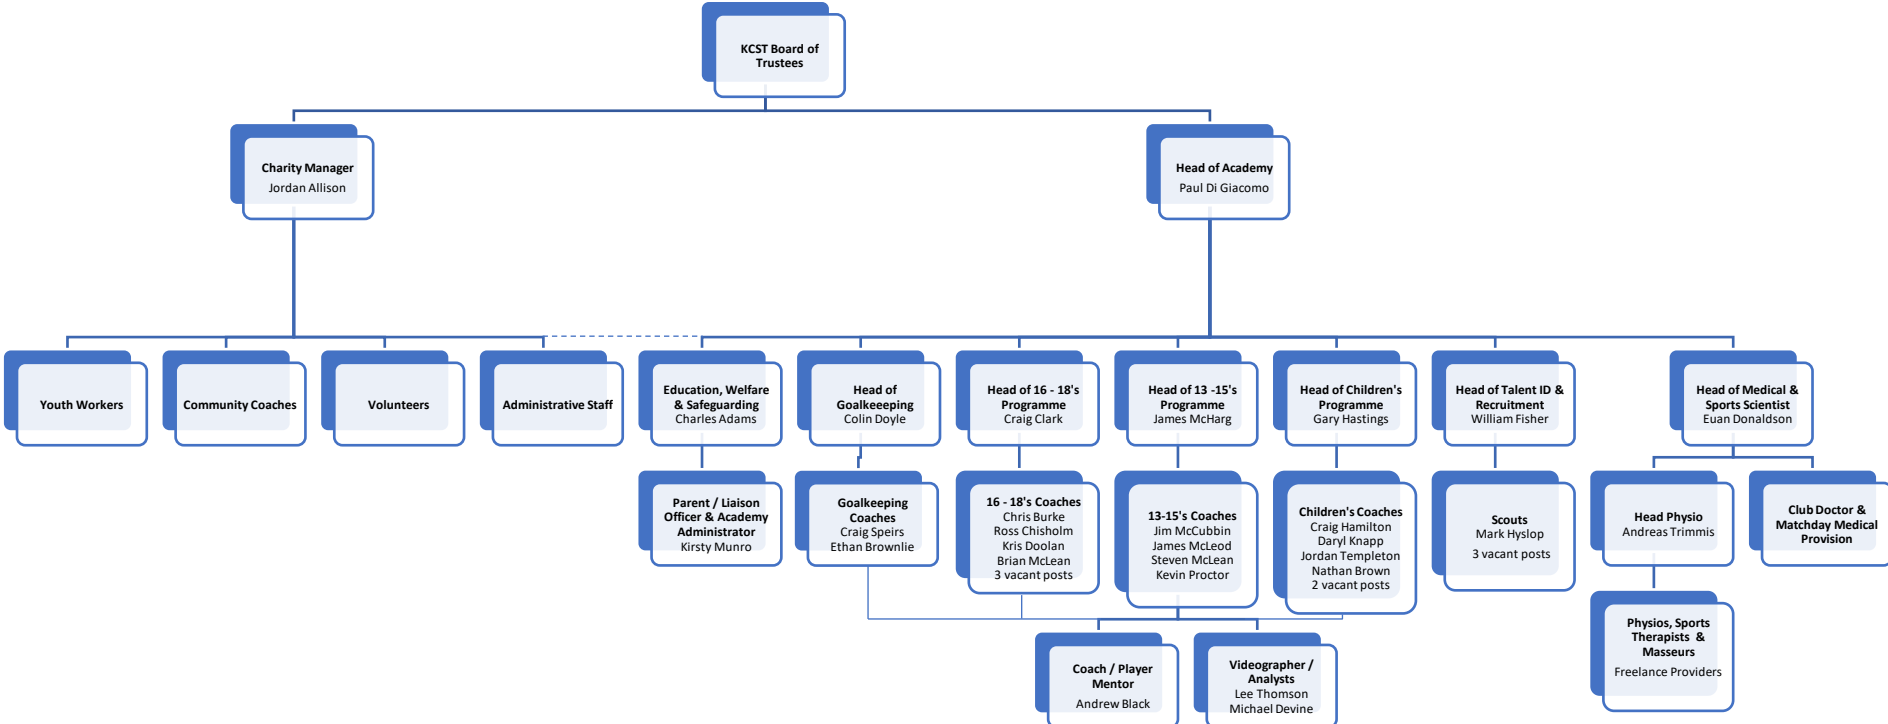 KCST Board of
Trustees
Charity Manager
Jordan Allison
Head of Academy
Paul Di Giacomo
Youth Workers
Community Coaches
Volunteers
Administrative Staff
Education, Welfare
& Safeguarding
Charles Adams
Head of
Goalkeeeping
Colin Doyle
Head of 16 - 18's
Programme
Craig Clark
Head of 13 -15's
Programme
James McHarg
Head of Children's
Programme
Gary Hastings
Head of Talent ID &
Recruitment
William Fisher
Head of Medical &
Sports Scientist
Euan Donaldson
Parent / Liaison
Officer & Academy
Administrator
Kirsty Munro
Goalkeeping
Coaches
Craig Speirs
Ethan Brownlie
16 - 18's Coaches
Chris Burke
Ross Chisholm
Kris Doolan
Brian McLean
3 vacant posts
13-15's Coaches
Jim McCubbin
James McLeod
Steven McLean
Kevin Proctor
Children's Coaches
Craig Hamilton
Daryl Knapp
Jordan Templeton
Nathan Brown
2 vacant posts
Scouts
Mark Hyslop
3 vacant posts
Head Physio
Andreas Trimmis
Club Doctor &
Matchday Medical
Provision
Coach / Player
Mentor
Andrew Black
Videographer /
Analysts
Lee Thomson
Michael Devine
Physios, Sports
Therapists &
Masseurs
Freelance Providers